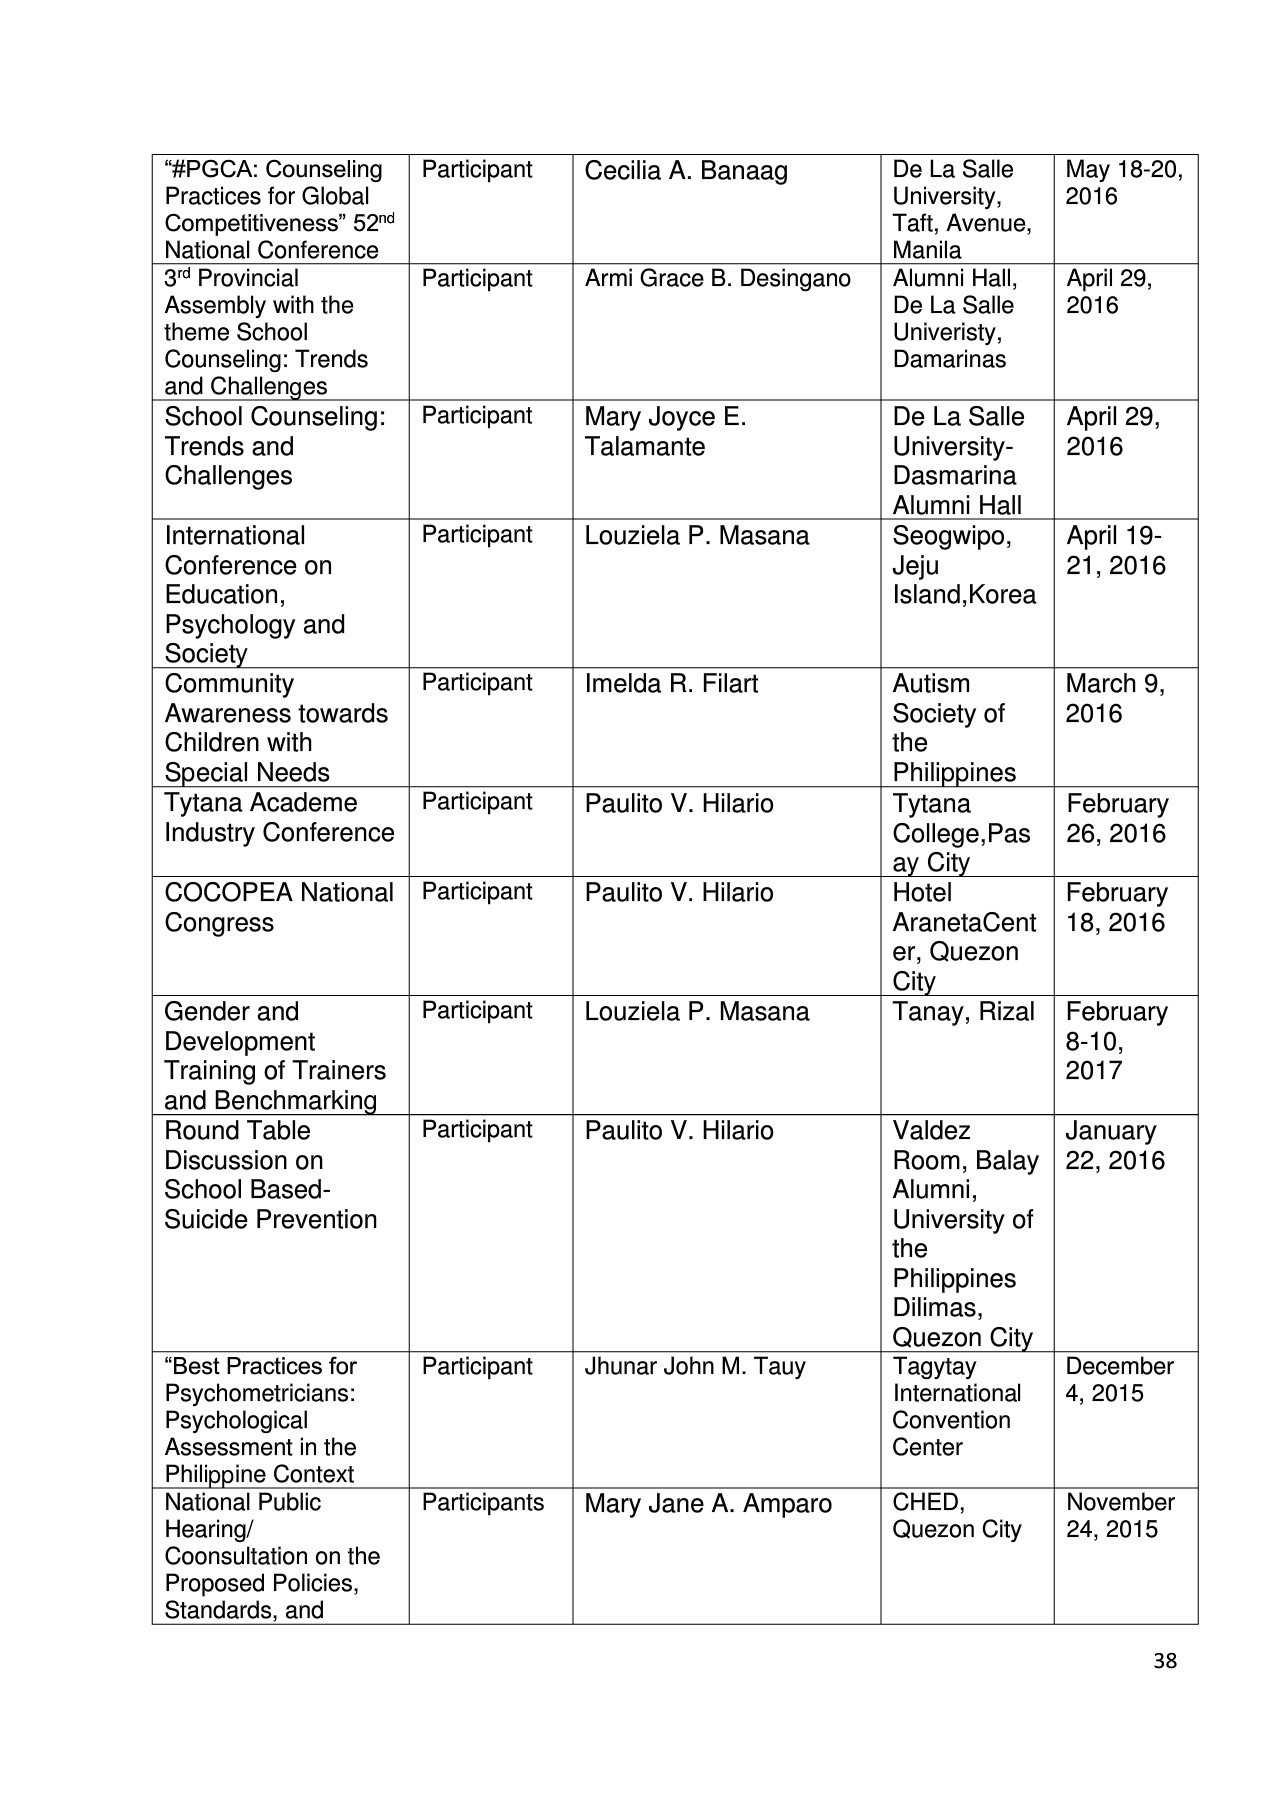 “#PGCA: Counseling
Practices for Global
Competitiveness” 52nd
National Conference
Participant
Cecilia A. Banaag
De La Salle
University,
Taft, Avenue,
Manila
May 18-20,
2016
3rd Provincial
Assembly with the
theme School
Counseling: Trends
and Challenges
Participant
Armi Grace B. Desingano
Alumni Hall,
De La Salle
Univeristy,
Damarinas
April 29,
2016
School Counseling:
Trends and
Challenges
Participant
Mary Joyce E.
Talamante
De La Salle
University-
Dasmarina
Alumni Hall
April 29,
2016
International
Conference on
Education,
Psychology and
Society
Participant
Louziela P. Masana
Seogwipo,
Jeju
Island,Korea
April 19-
21, 2016
Community
Awareness towards
Children with
Special Needs
Participant
Imelda R. Filart
Autism
Society of
the
Philippines
March 9,
2016
Tytana Academe
Industry Conference
Participant
Paulito V. Hilario
Tytana
College,Pas
ay City
February
26, 2016
COCOPEA National
Congress
Participant
Paulito V. Hilario
Hotel
AranetaCent
er, Quezon
City
February
18, 2016
Gender and
Development
Training of Trainers
and Benchmarking
Participant
Louziela P. Masana
Tanay, Rizal
February
8-10,
2017
Round Table
Discussion on
School Based-
Suicide Prevention
Participant
Paulito V. Hilario
Valdez
Room, Balay
Alumni,
University of
the
Philippines
Dilimas,
Quezon City
January
22, 2016
“Best Practices for
Psychometricians:
Psychological
Assessment in the
Philippine Context
Participant
Jhunar John M. Tauy
Tagytay
International
Convention
Center
December
4, 2015
National Public
Hearing/
Coonsultation on the
Proposed Policies,
Standards, and
Participants
Mary Jane A. Amparo
CHED,
Quezon City
November
24, 2015
38